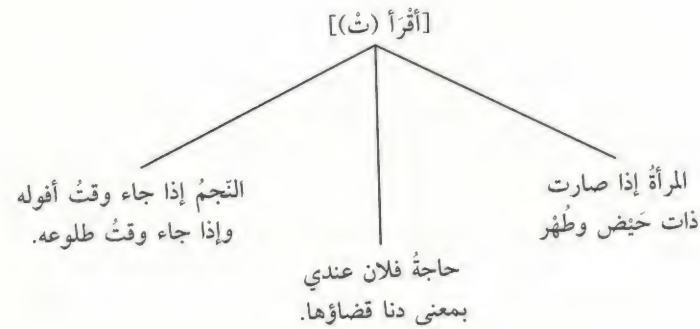 [أقْرَأ (تْ)]
المرأةُ إذا صارت
ذات حَيْض وطُهْر
حاجةُ فلان عندي
بمعنى دنا قضاؤها.
النّجمُ إذا جاء وقتُ أفوله
وإذا جاء وقتُ طلوعه.